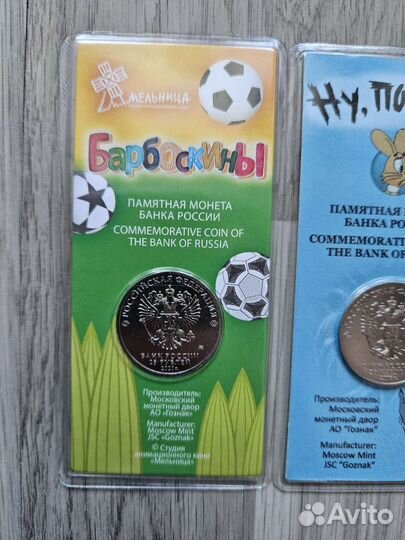 МЕЛЬНИЦА
Барбоскины
ПАМЯТНАЯ МОНЕТА
БАНКА РОССИИ
COMMEMORATIVE COIN OF
THE BANK OF RUSSIA
РОССИЙСКАЯ ФЕДЕРАЦИЯ
БАНК РОССИИ
25 РУБЛЕЙ
Производитель:
Московский
монетный двор
АО «Гознак»
Manufacturer:
Moscow Mint
JSC "Goznak"
© Студия
анимационного кино
«Мельница»
НУ, ПО
ПАМЯТНАЯ
БАНКА РО
COMMEMORATIV
THE BANK OF
Производитель:
Московский
монетный двор
АО "Гознак"
Manufacturer:
Moscow Mint
JSC "Goznak"
Avito